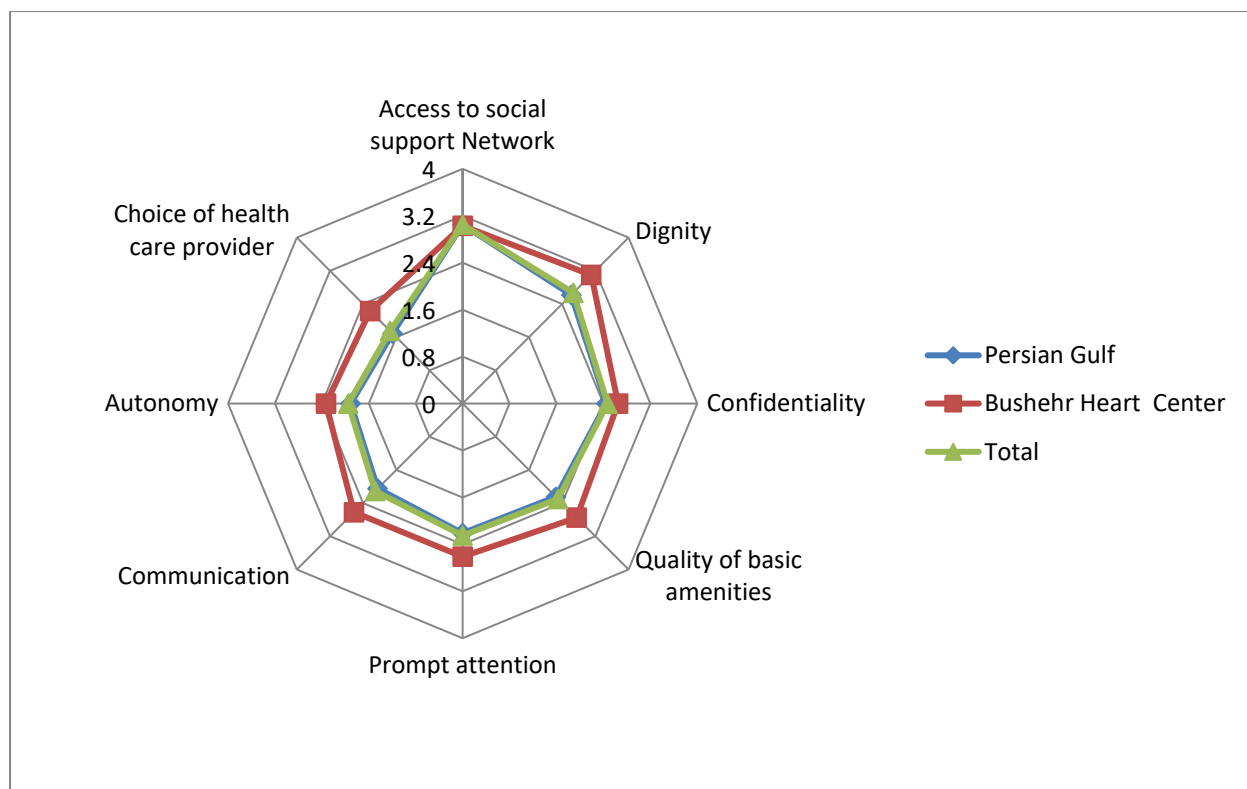 Access to social
support Network
4
3.2
2.4
1.6
0.8
0
Choice of health
care provider
Dignity
Autonomy
Confidentiality
Communication
Quality of basic
amenities
Prompt attention
Persian Gulf
Bushehr Heart  Center
Total